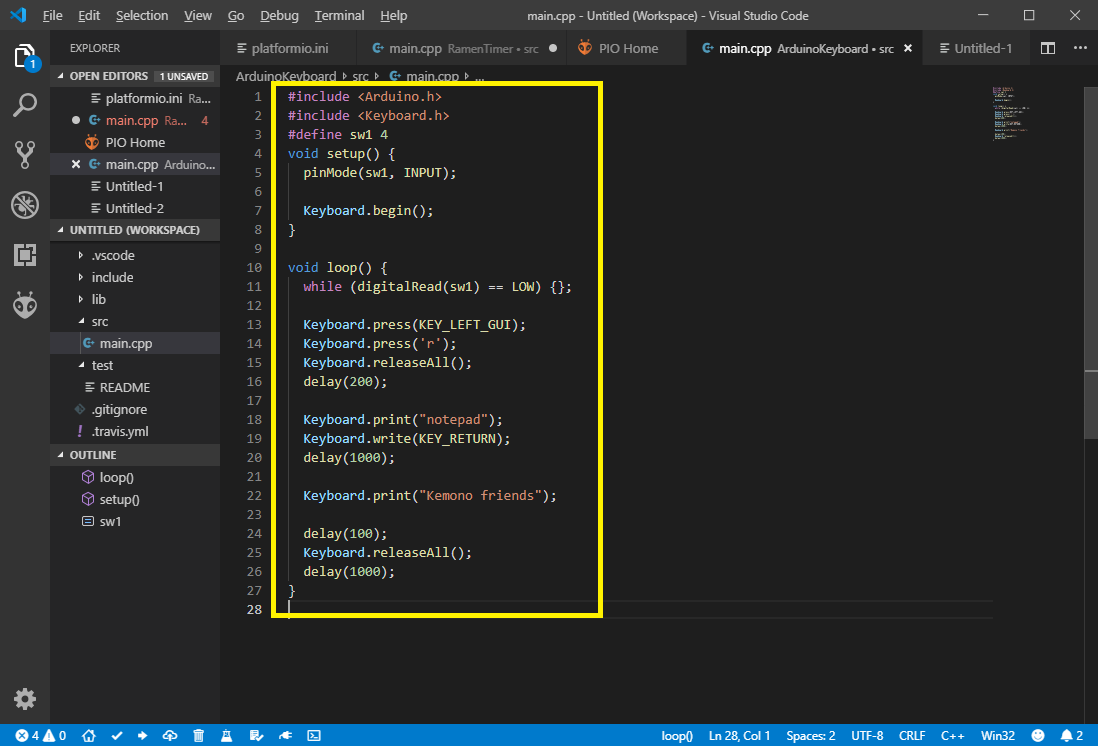 File Edit Selection View Go Debug Terminal Help main.cpp - Untitled (Workspace) - Visual Studio Code
EXPLORER
platformio.ini main.cpp RamenTimer • src PIO Home main.cpp ArduinoKeyboard • src Untitled-1
OPEN EDITORS 1 UNSAVED
platformio.ini Ra...
main.cpp Ra... 4
PIO Home
main.cpp Arduino...
Untitled-1
Untitled-2
UNTITLED (WORKSPACE)
.vscode
include
lib
src
main.cpp
test
README
.gitignore
.travis.yml
OUTLINE
loop()
setup()
sw1
1
ArduinoKeyboard src main.cpp ...
1 #include <Arduino.h>
2 #include <Keyboard.h>
3 #define sw1 4
4 void setup() {
5 pinMode(sw1, INPUT);
6
7 Keyboard.begin();
8 }
9
10 void loop() {
11 while (digitalRead(sw1) == LOW) {};
12
13 Keyboard.press(KEY_LEFT_GUI);
14 Keyboard.press('r');
15 Keyboard.releaseAll();
16 delay(200);
17
18 Keyboard.print("notepad");
19 Keyboard.write(KEY_RETURN);
20 delay(1000);
21
22 Keyboard.print("Kemono friends");
23
24 delay(100);
25 Keyboard.releaseAll();
26 delay(1000);
27 }
28
4 0 loop() Ln 28, Col 1 Spaces: 2 UTF-8 CRLF C++ Win32 2